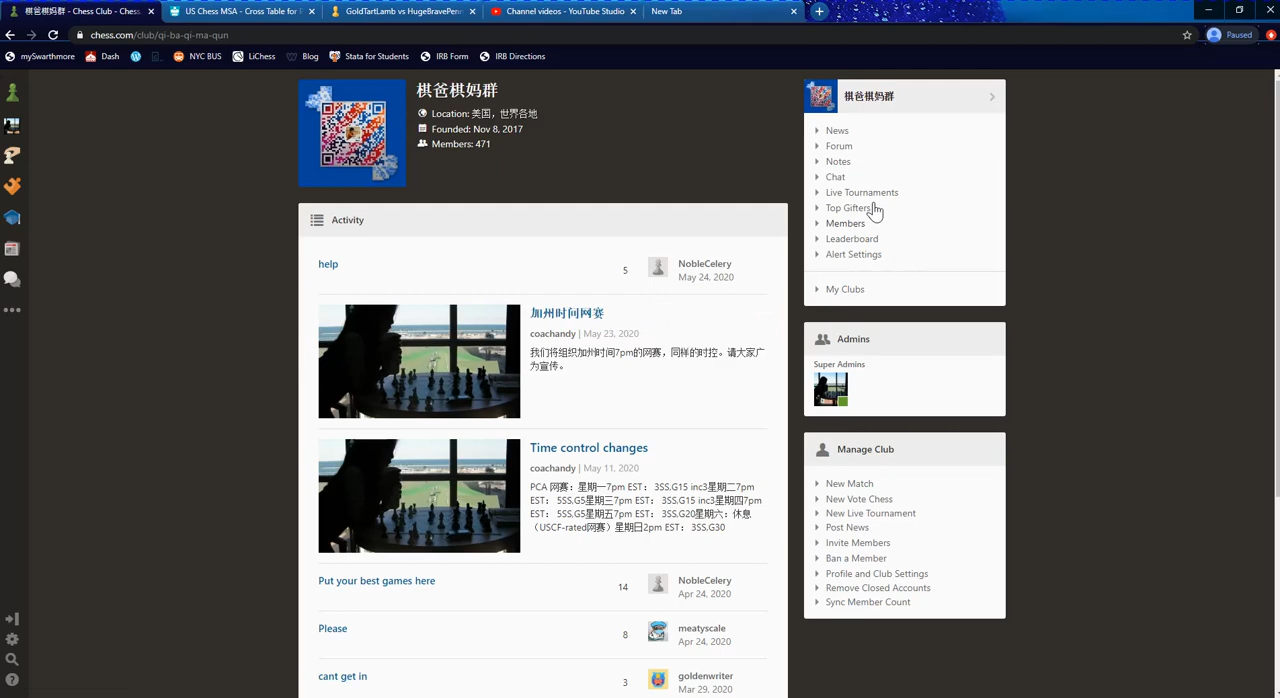 棋爸棋妈群 - Chess Club - Chess.
US Chess MSA - Cross Table for F
GoldTartLamb vs HugeBravePen
Channel videos - YouTube Studio
New Tab
chess.com/club/qi-ba-qi-ma-qun
Paused
mySwarthmore
Dash
NYC BUS
LiChess
Blog
Stata for Students
IRB Form
IRB Directions
棋爸棋妈群
Location: 美国，世界各地
Founded: Nov 8, 2017
Members: 471
Activity
help
5
NobleCelery
May 24, 2020
加州时间网赛
coachandy | May 23, 2020
我们将组织加州时间7pm的网赛，同样的时控。请大家广
为宣传。
Time control changes
coachandy | May 11, 2020
PCA 网赛：星期一7pm EST： 3SS,G15 inc3星期二7pm
EST： 5SS,G5星期三7pm EST： 3SS,G15 inc3星期四7pm
EST： 5SS,G5星期五7pm EST： 3SS,G20星期六：休息
（USCF-rated网赛）星期日2pm EST： 3SS,G30
Put your best games here
14
NobleCelery
Apr 24, 2020
Please
8
meatyscale
Apr 24, 2020
cant get in
3
goldenwriter
Mar 29, 2020
棋爸棋妈群
News
Forum
Notes
Chat
Live Tournaments
Top Gifters
Members
Leaderboard
Alert Settings
My Clubs
Admins
Super Admins
Manage Club
New Match
New Vote Chess
New Live Tournament
Post News
Invite Members
Ban a Member
Profile and Club Settings
Remove Closed Accounts
Sync Member Count